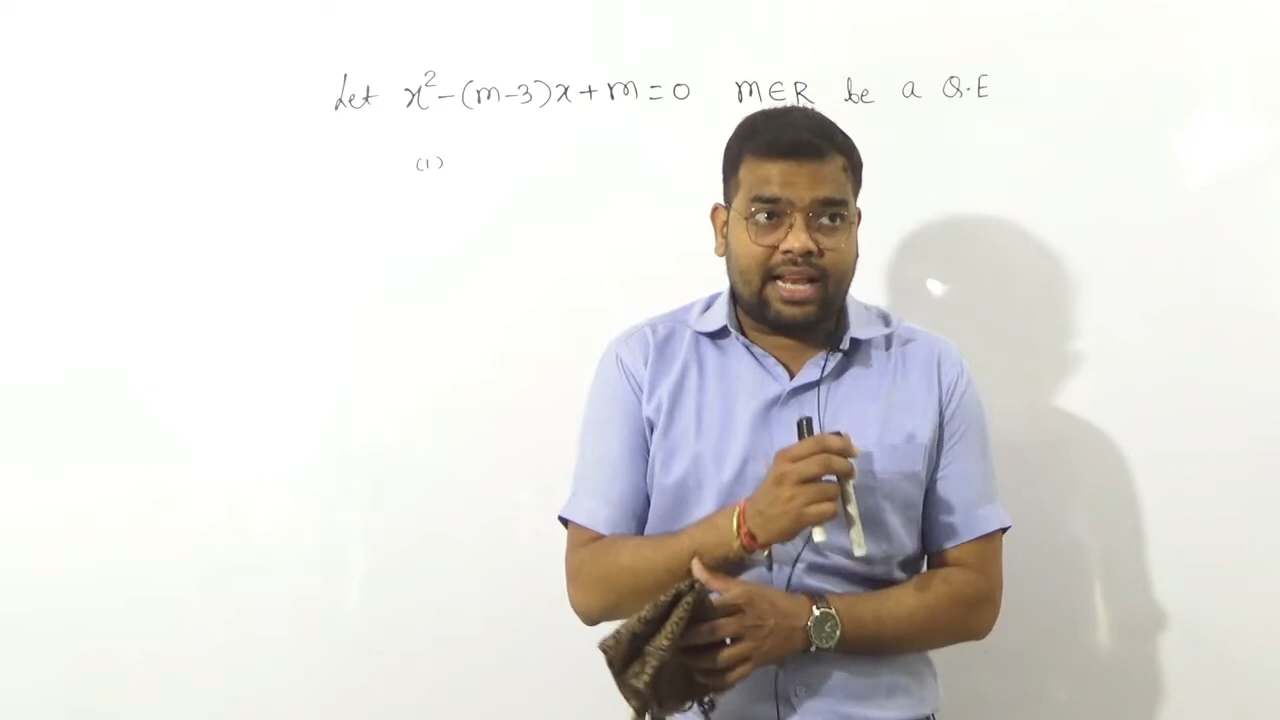 Let x² - (m-3)x + m = 0 m∈R be a Q.E
(1)